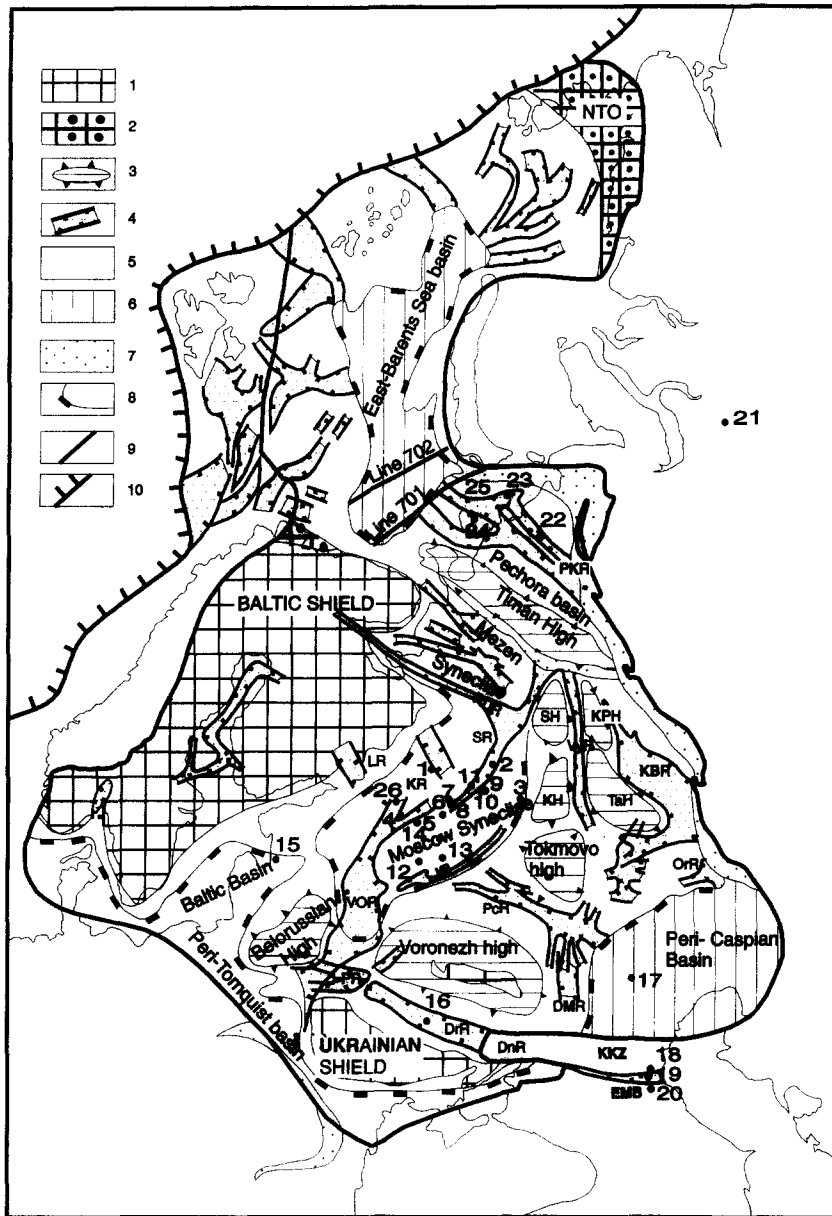 1
2
3
4
5
6
7
8
9
10
NTO
East-Barents Sea basin
21
Line 702
Line 701
25
23
24
22
PKR
Pechora basin
Timan High
BALTIC SHIELD
Mezen
Syneclise
SH
KPH
SR
LR
KR
1
2
KBR
26
11
9
3
KH
TaH
4
7
6
10
8
14
5
Moscow Syneclise
15
12
13
Tokmovo
high
OrR
Baltic Basin
VOR
PcR
Belorussian
High
Voronezh high
Peri- Caspian
Basin
17
Peri-Tornquist basin
PR
DMR
16
DrR
UKRAINIAN
SHIELD
DnR
KKZ
18
19
EMB
20